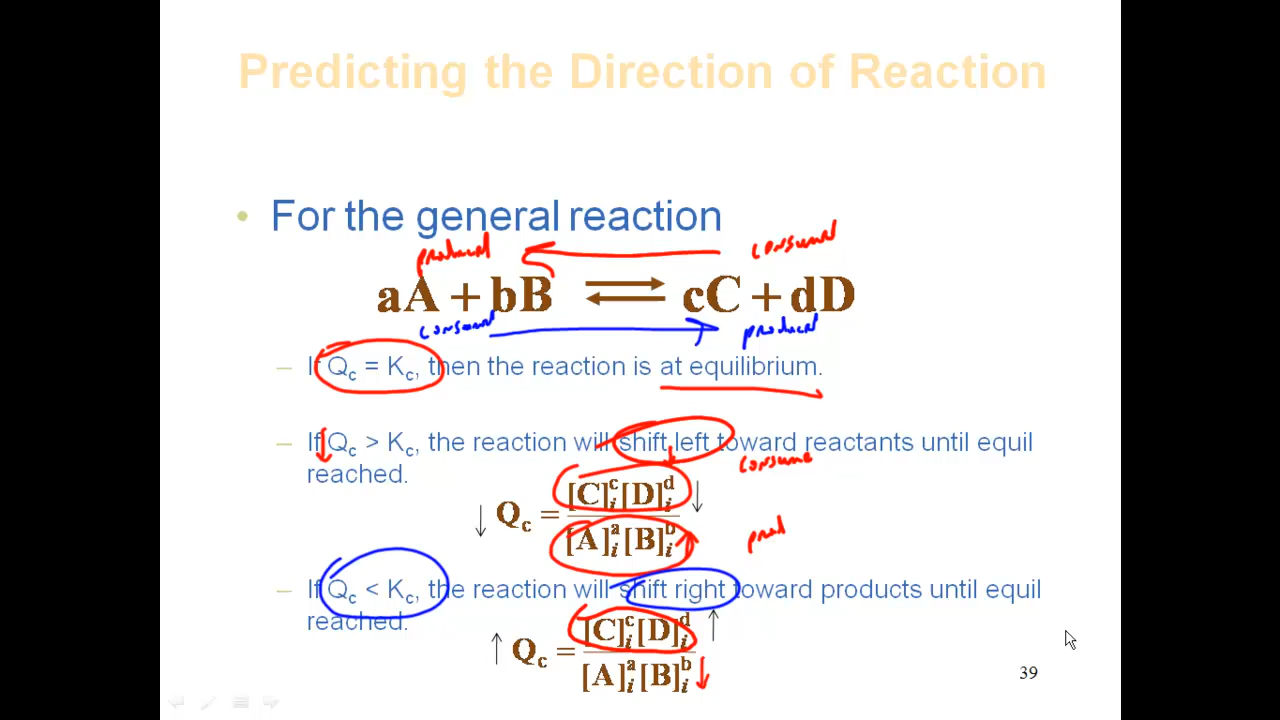 Predicting the Direction of Reaction
• For the general reaction
produced consumed
aA + bB ⇌ cC + dD
consumed produced
– If Qc = Kc, then the reaction is at equilibrium.
– If Qc > Kc, the reaction will shift left toward reactants until equil
reached.
consume
↓ Qc = [C]ᵢᶜ[D]ᵢᵈ ↓
[A]ᵢᵃ[B]ᵢᵇ
prod
– If Qc < Kc, the reaction will shift right toward products until equil
reached.
↑ Qc = [C]ᵢᶜ[D]ᵢᵈ ↑
[A]ᵢᵃ[B]ᵢᵇ
39